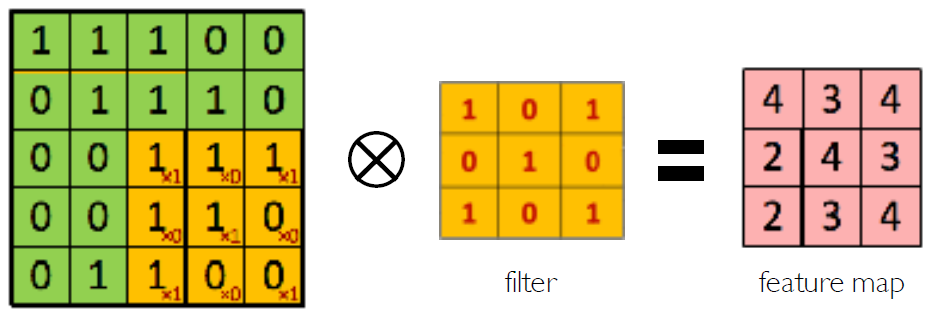 1 1 1 0 0
0 1 1 1 0
0 0 1×1 1×0 1×1
0 0 1×0 1×1 0×0
0 1 1×1 0×0 0×1
1 0 1
0 1 0
1 0 1
filter
4 3 4
2 4 3
2 3 4
feature map